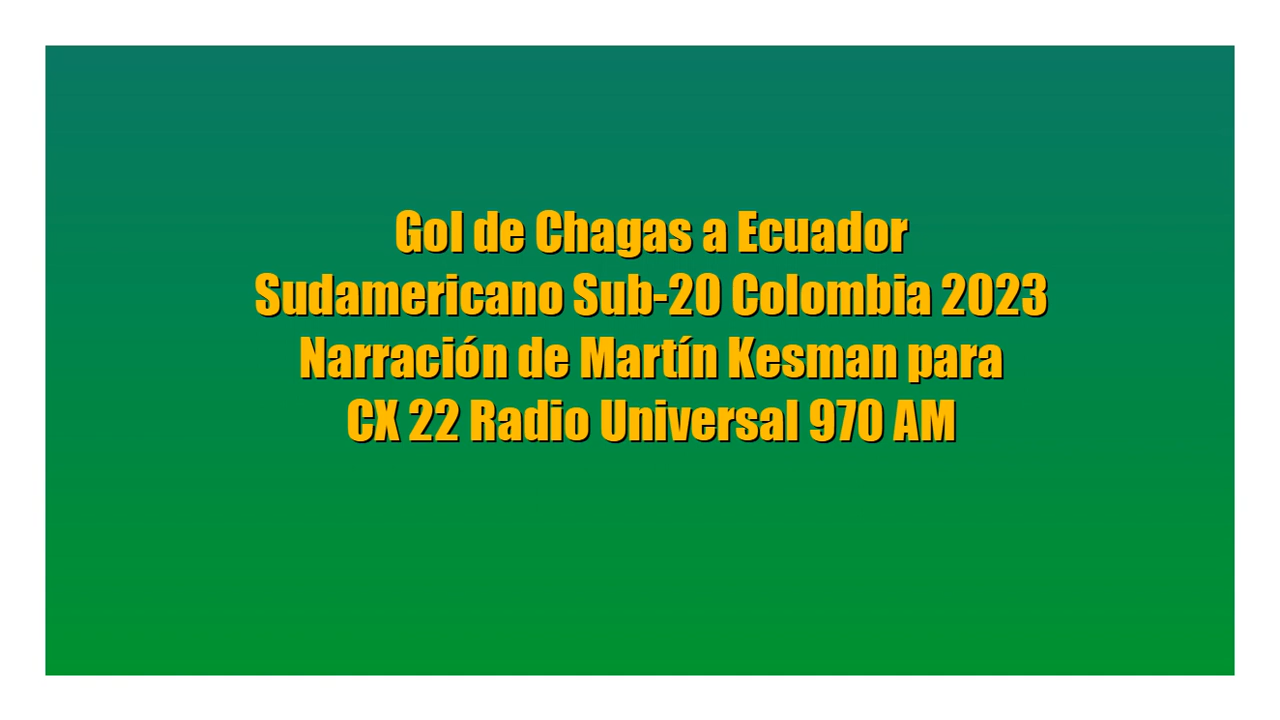 Gol de Chagas a Ecuador
Sudamericano Sub-20 Colombia 2023
Narración de Martín Kesman para
CX 22 Radio Universal 970 AM